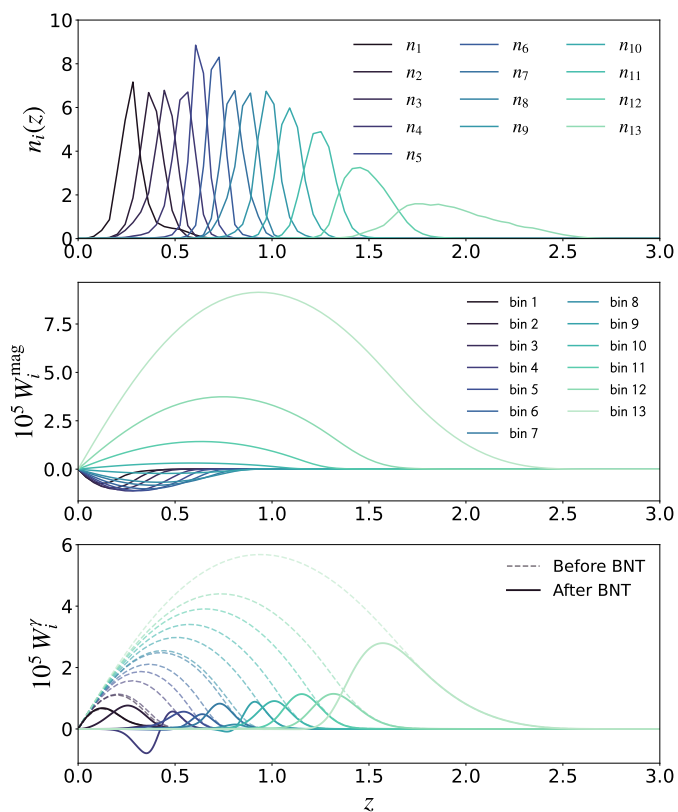 10
8
6
4
2
0
n_i(z)
n_1 n_6 n_10
n_2 n_7 n_11
n_3 n_8 n_12
n_4 n_9 n_13
n_5
0.0 0.5 1.0 1.5 2.0 2.5 3.0
7.5
5.0
2.5
0.0
10^5 W_i^mag
bin 1 bin 8
bin 2 bin 9
bin 3 bin 10
bin 4 bin 11
bin 5 bin 12
bin 6 bin 13
bin 7
0.0 0.5 1.0 1.5 2.0 2.5 3.0
6
4
2
0
10^5 W_i^γ
Before BNT
After BNT
0.0 0.5 1.0 1.5 2.0 2.5 3.0
z